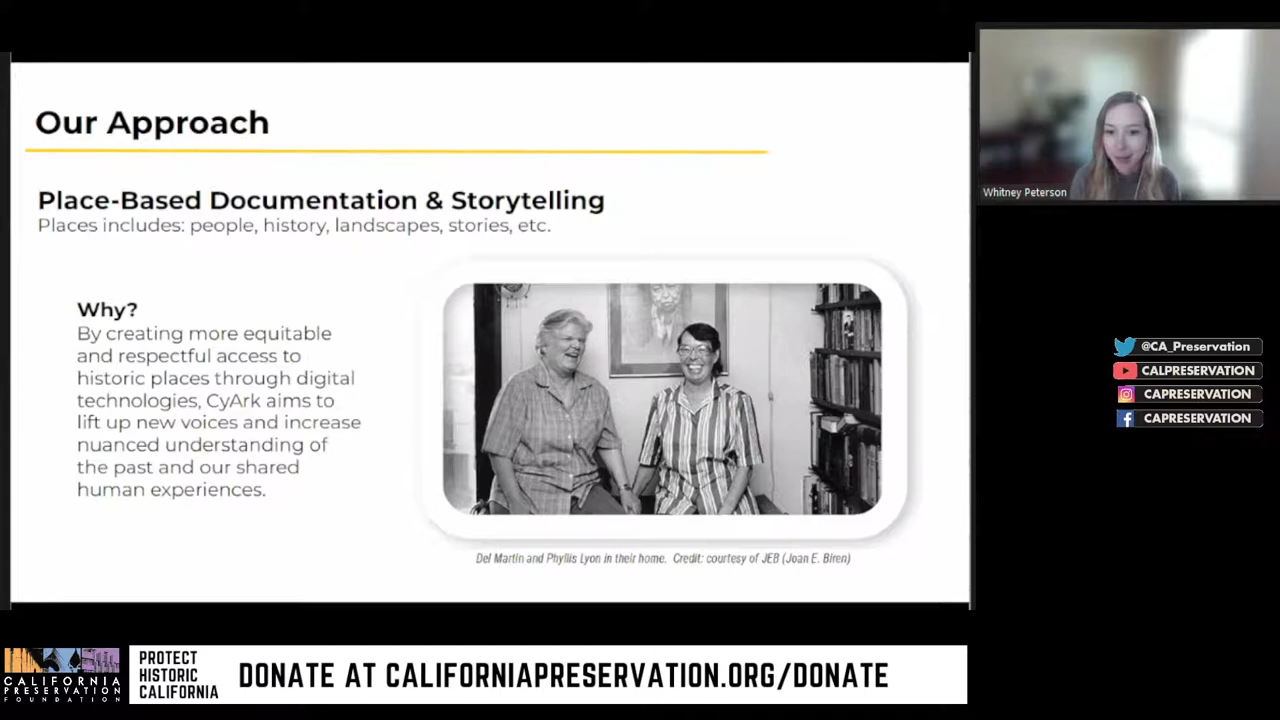 Our Approach
Place-Based Documentation & Storytelling
Places includes: people, history, landscapes, stories, etc.
Why?
By creating more equitable
and respectful access to
historic places through digital
technologies, CyArk aims to
lift up new voices and increase
nuanced understanding of
the past and our shared
human experiences.
Del Martin and Phyllis Lyon in their home. Credit: courtesy of JEB (Joan E. Biren)
Whitney Peterson
@CA_Preservation
CALPRESERVATION
CAPRESERVATION
CAPRESERVATION
CALIFORNIA
PRESERVATION
FOUNDATION
PROTECT
HISTORIC
CALIFORNIA
DONATE AT CALIFORNIAPRESERVATION.ORG/DONATE